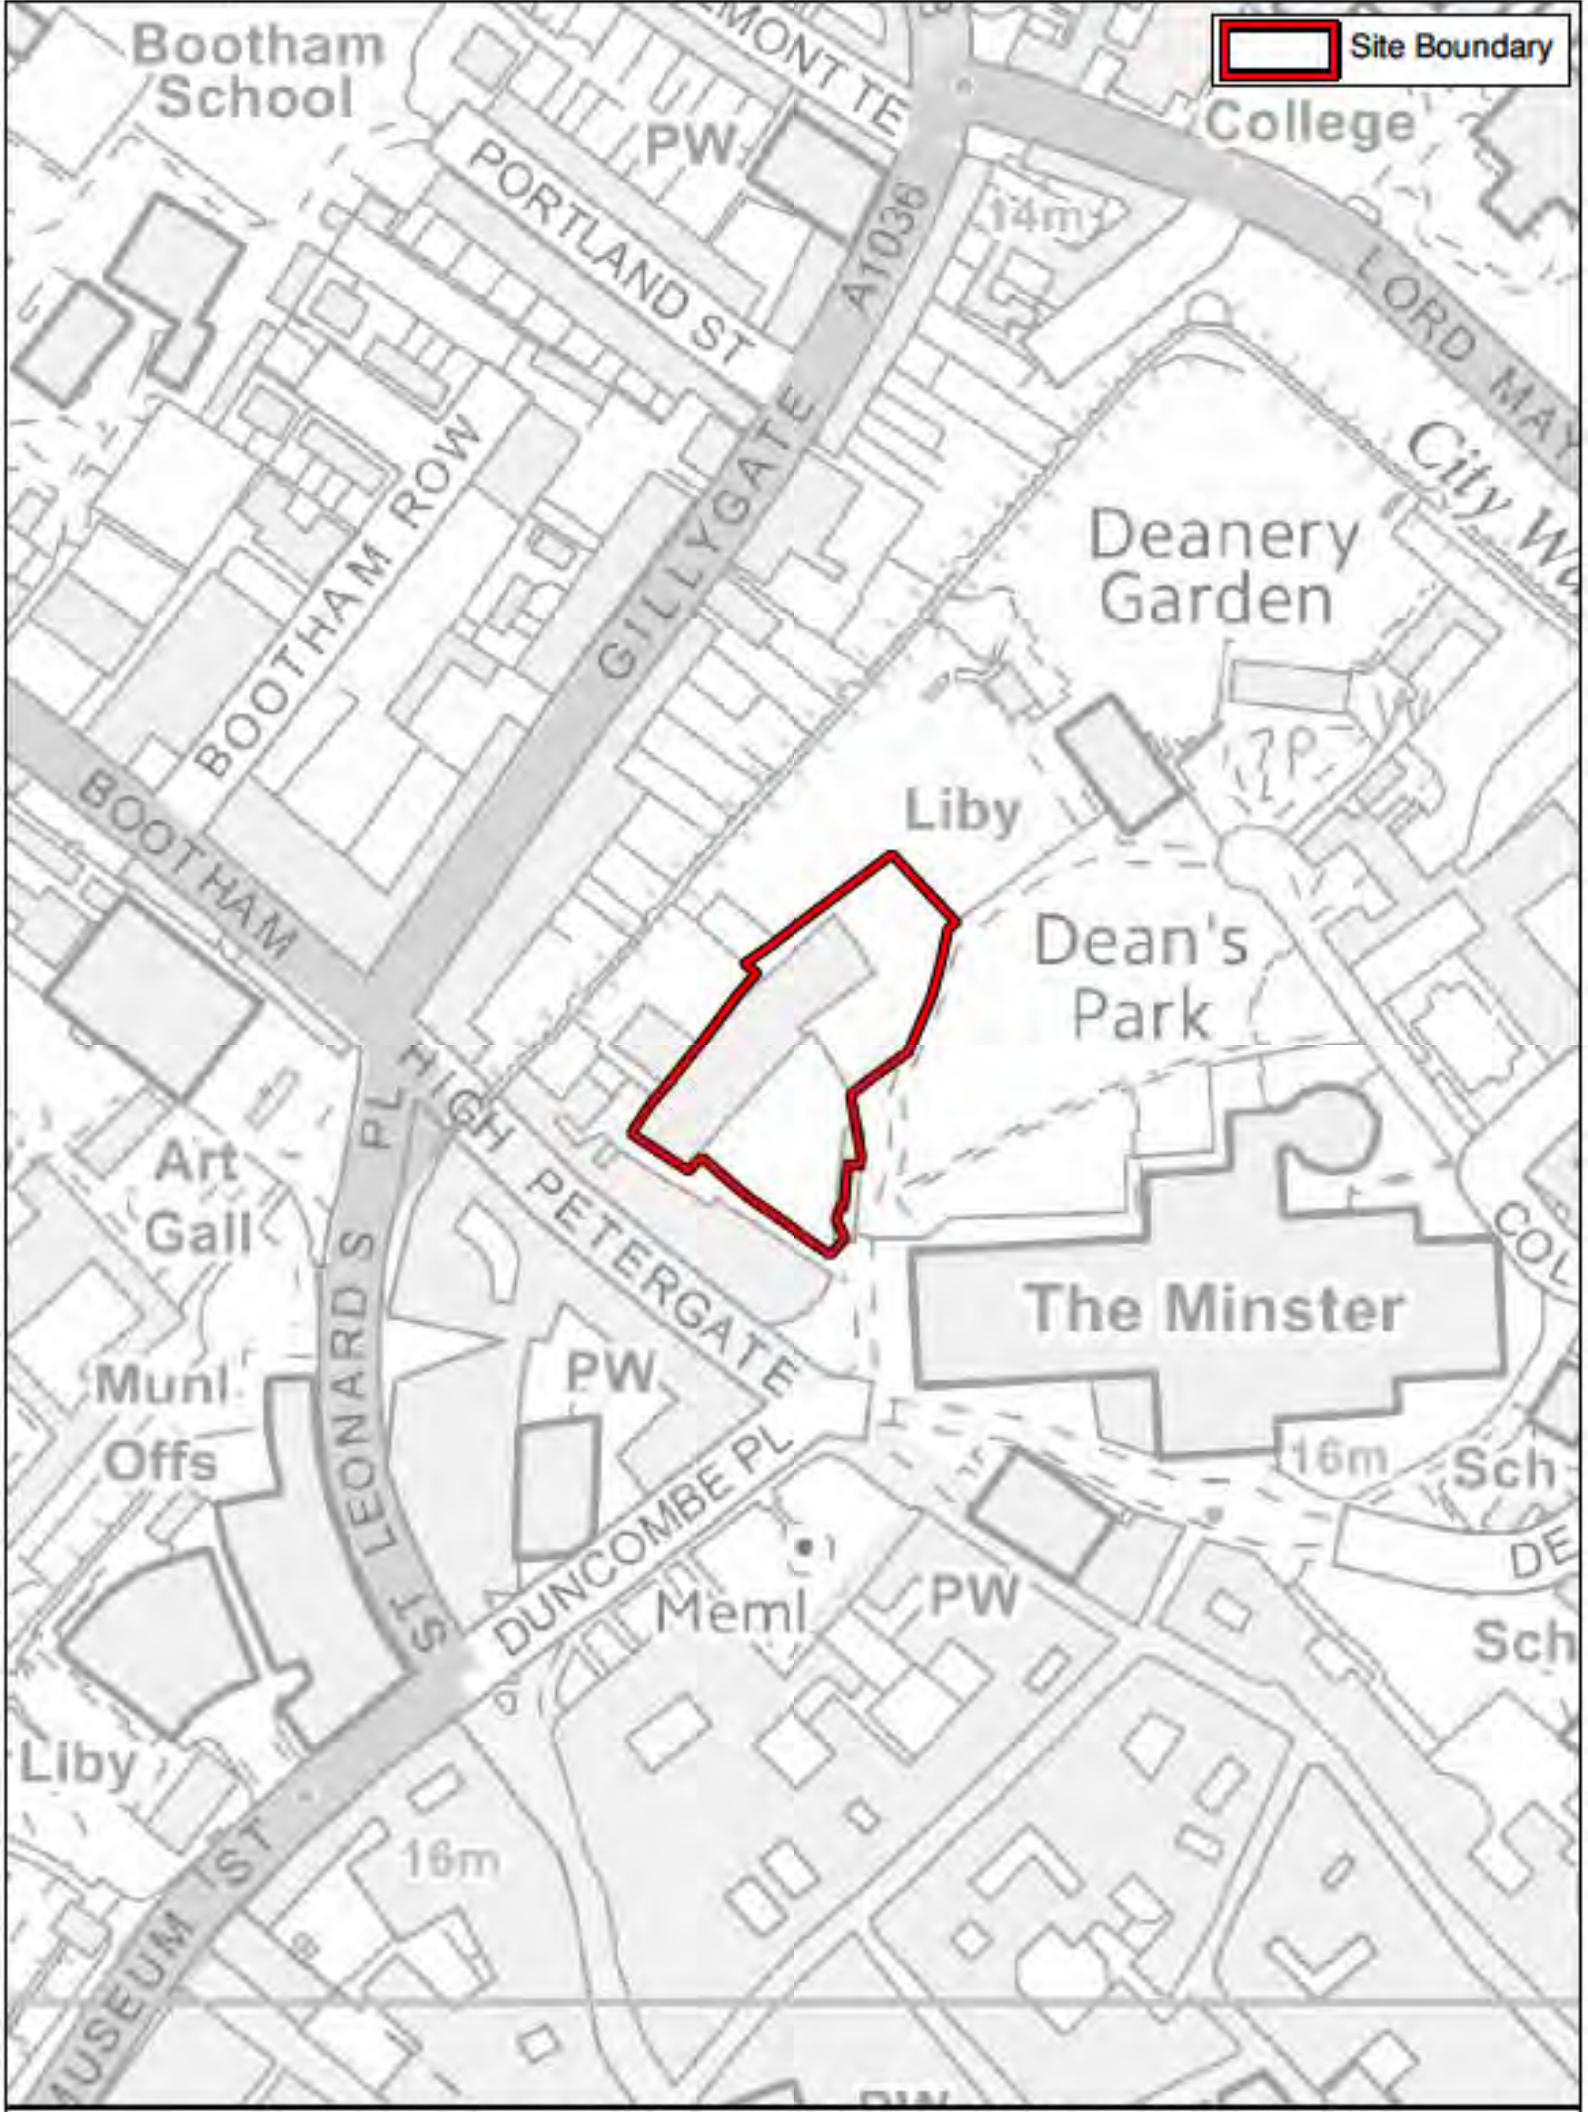 Site Boundary
Bootham
School
PW
College
PORTLAND ST
A1036
14m
LORD MAY
BOOTHAM ROW
GILLYGATE
Deanery
Garden
BOOTHAM
Liby
Dean's
Park
HIGH PETERGATE
Art
Gall
ST LEONARD S PL
The Minster
Munl
Offs
PW
DUNCOMBE PL
16m
Sch
Meml
PW
DE
Sch
Liby
16m
MUSEUM ST